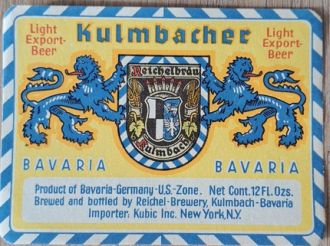 Kulmbacher
Light
Export-
Beer
Light
Export-
Beer
Reichelbräu
Kulmbach
BAVARIA
BAVARIA
Product of Bavaria-Germany-U.S.-Zone. Net Cont. 12 FL. Ozs.
Brewed and bottled by Reichel-Brewery, Kulmbach-Bavaria
Importer: Kubic Inc. New York, N.Y.